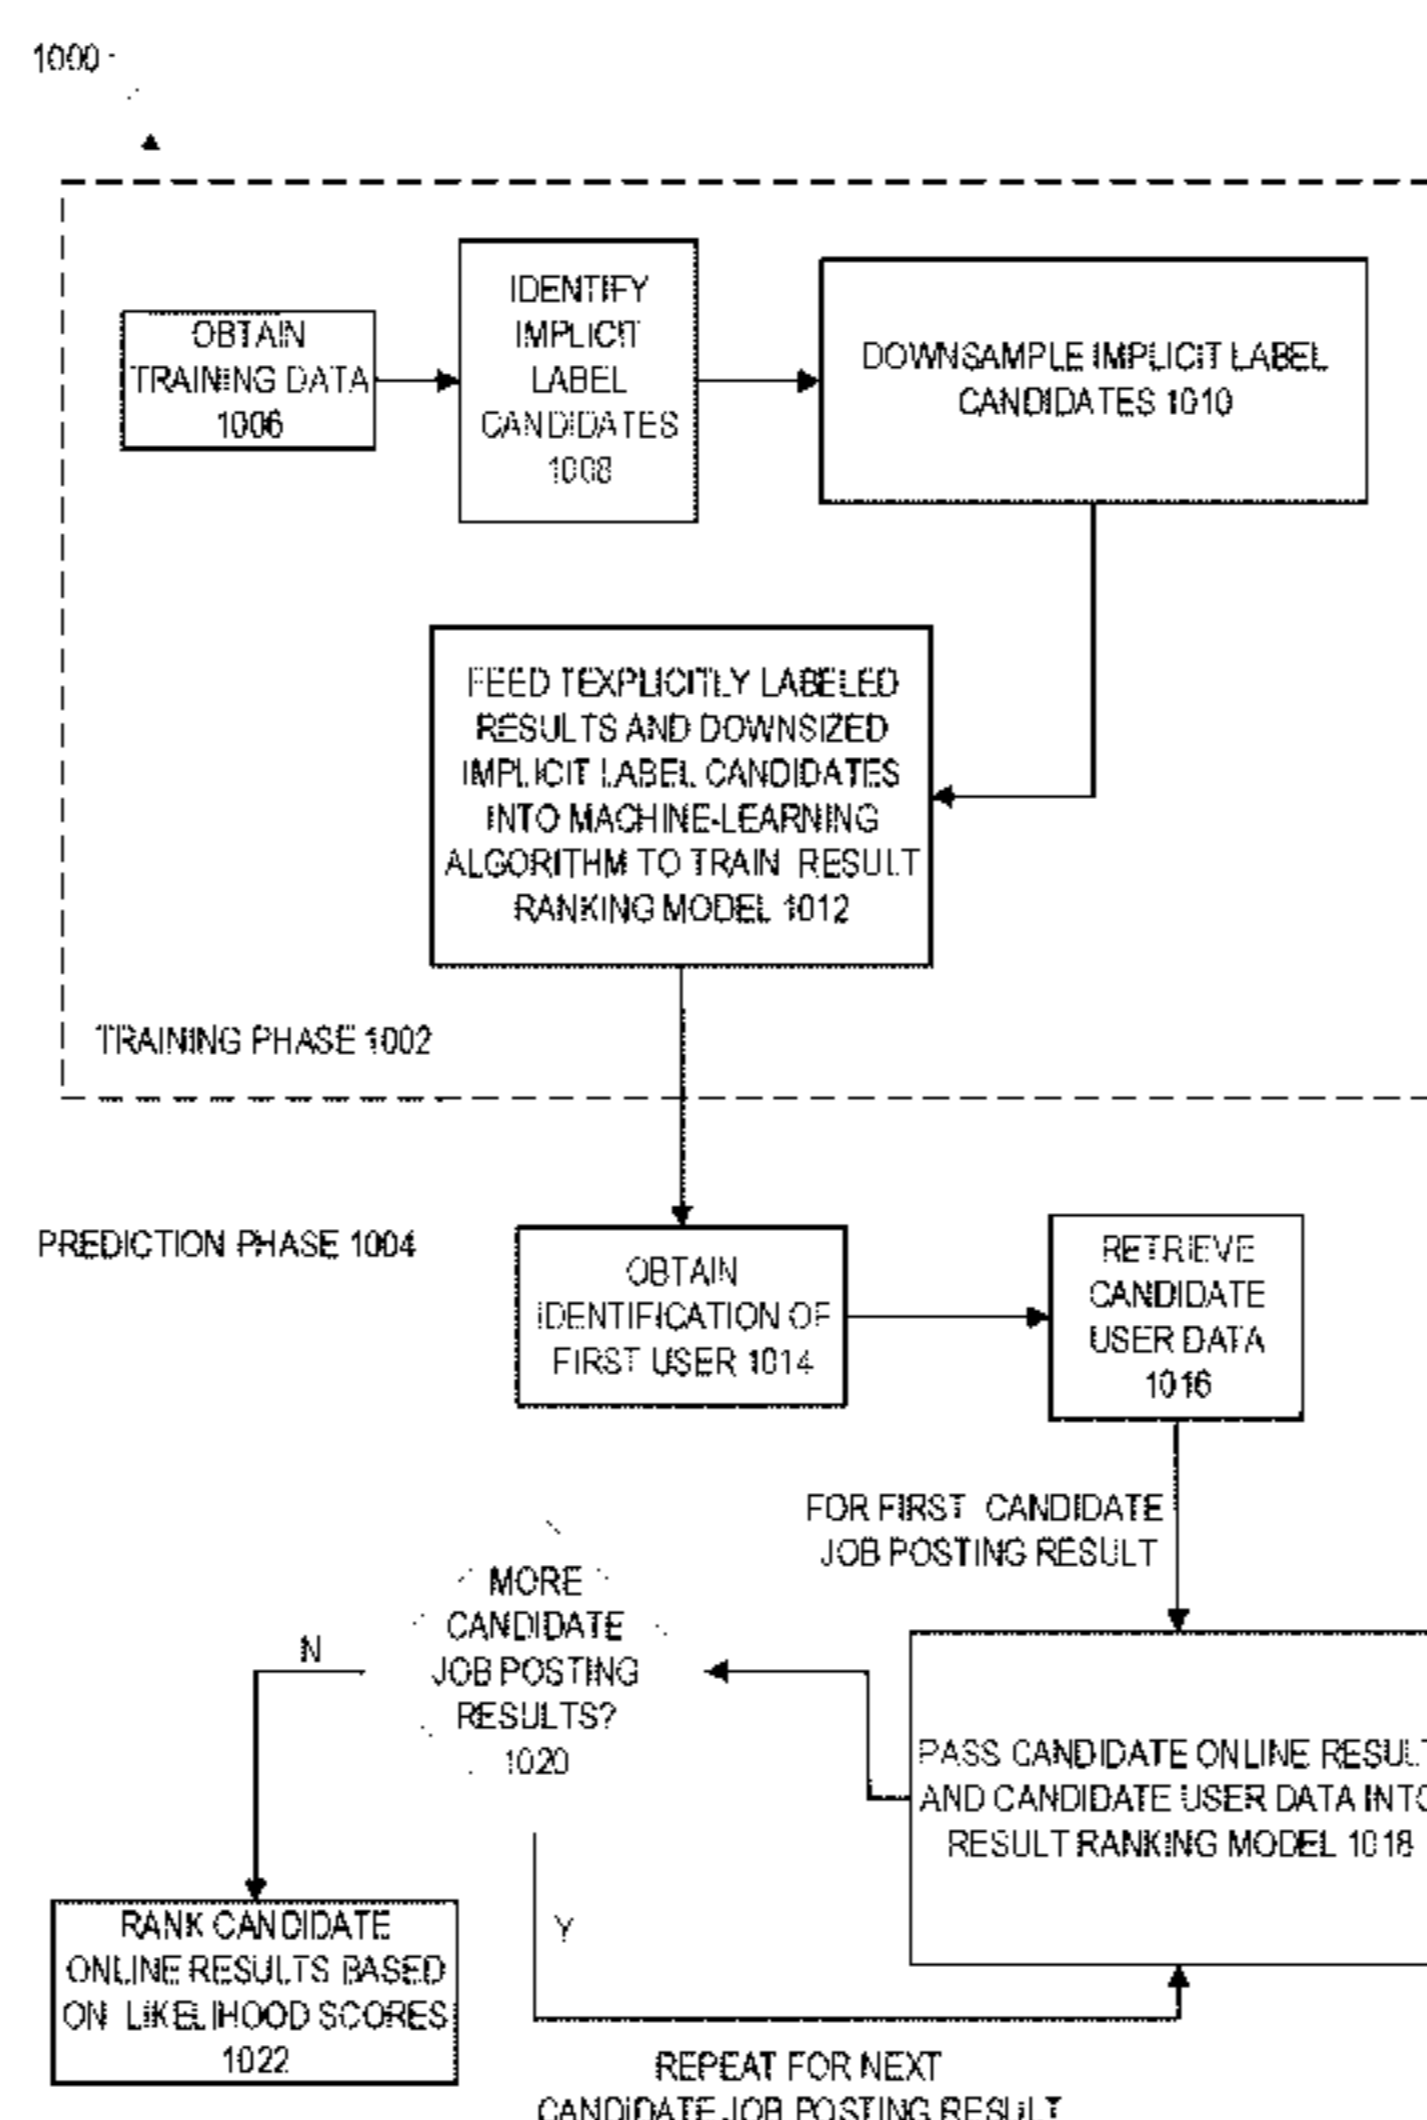 1000
OBTAIN
TRAINING DATA
1006
IDENTIFY
IMPLICIT
LABEL
CANDIDATES
1008
DOWNSAMPLE IMPLICIT LABEL
CANDIDATES 1010
FEED TEXPLICITLY LABELED
RESULTS AND DOWNSIZED
IMPLICIT LABEL CANDIDATES
INTO MACHINE-LEARNING
ALGORITHM TO TRAIN RESULT
RANKING MODEL 1012
TRAINING PHASE 1002
PREDICTION PHASE 1004
OBTAIN
IDENTIFICATION OF
FIRST USER 1014
RETRIEVE
CANDIDATE
USER DATA
1016
FOR FIRST CANDIDATE
JOB POSTING RESULT
MORE
CANDIDATE
JOB POSTING
RESULTS?
1020
N
PASS CANDIDATE ONLINE RESULT
AND CANDIDATE USER DATA INTO
RESULT RANKING MODEL 1018
Y
RANK CANDIDATE
ONLINE RESULTS BASED
ON LIKELIHOOD SCORES
1022
REPEAT FOR NEXT
CANDIDATE JOB POSTING RESULT